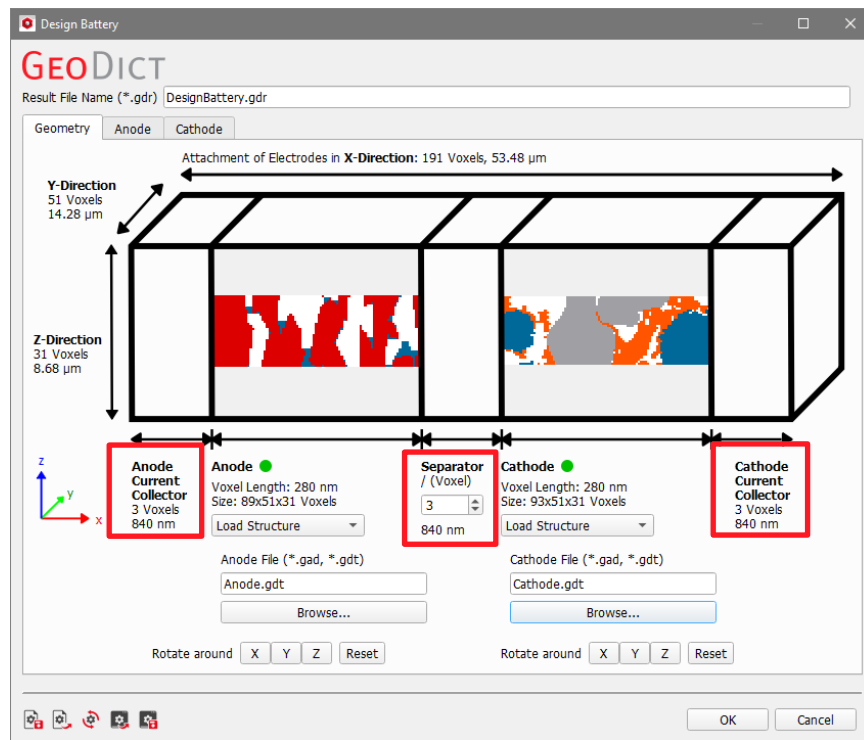 Design Battery
GEODICT
Result File Name (*.gdr) DesignBattery.gdr
Geometry Anode Cathode
Attachment of Electrodes in X-Direction: 191 Voxels, 53.48 µm
Y-Direction
51 Voxels
14.28 µm
Z-Direction
31 Voxels
8.68 µm
z
y
x
Anode
Current
Collector
3 Voxels
840 nm
Anode
Voxel Length: 280 nm
Size: 89x51x31 Voxels
Load Structure
Anode File (*.gad, *.gdt)
Anode.gdt
Browse...
Rotate around X Y Z Reset
Separator
/ (Voxel)
3
840 nm
Cathode
Voxel Length: 280 nm
Size: 93x51x31 Voxels
Load Structure
Cathode File (*.gad, *.gdt)
Cathode.gdt
Browse...
Rotate around X Y Z Reset
Cathode
Current
Collector
3 Voxels
840 nm
OK Cancel